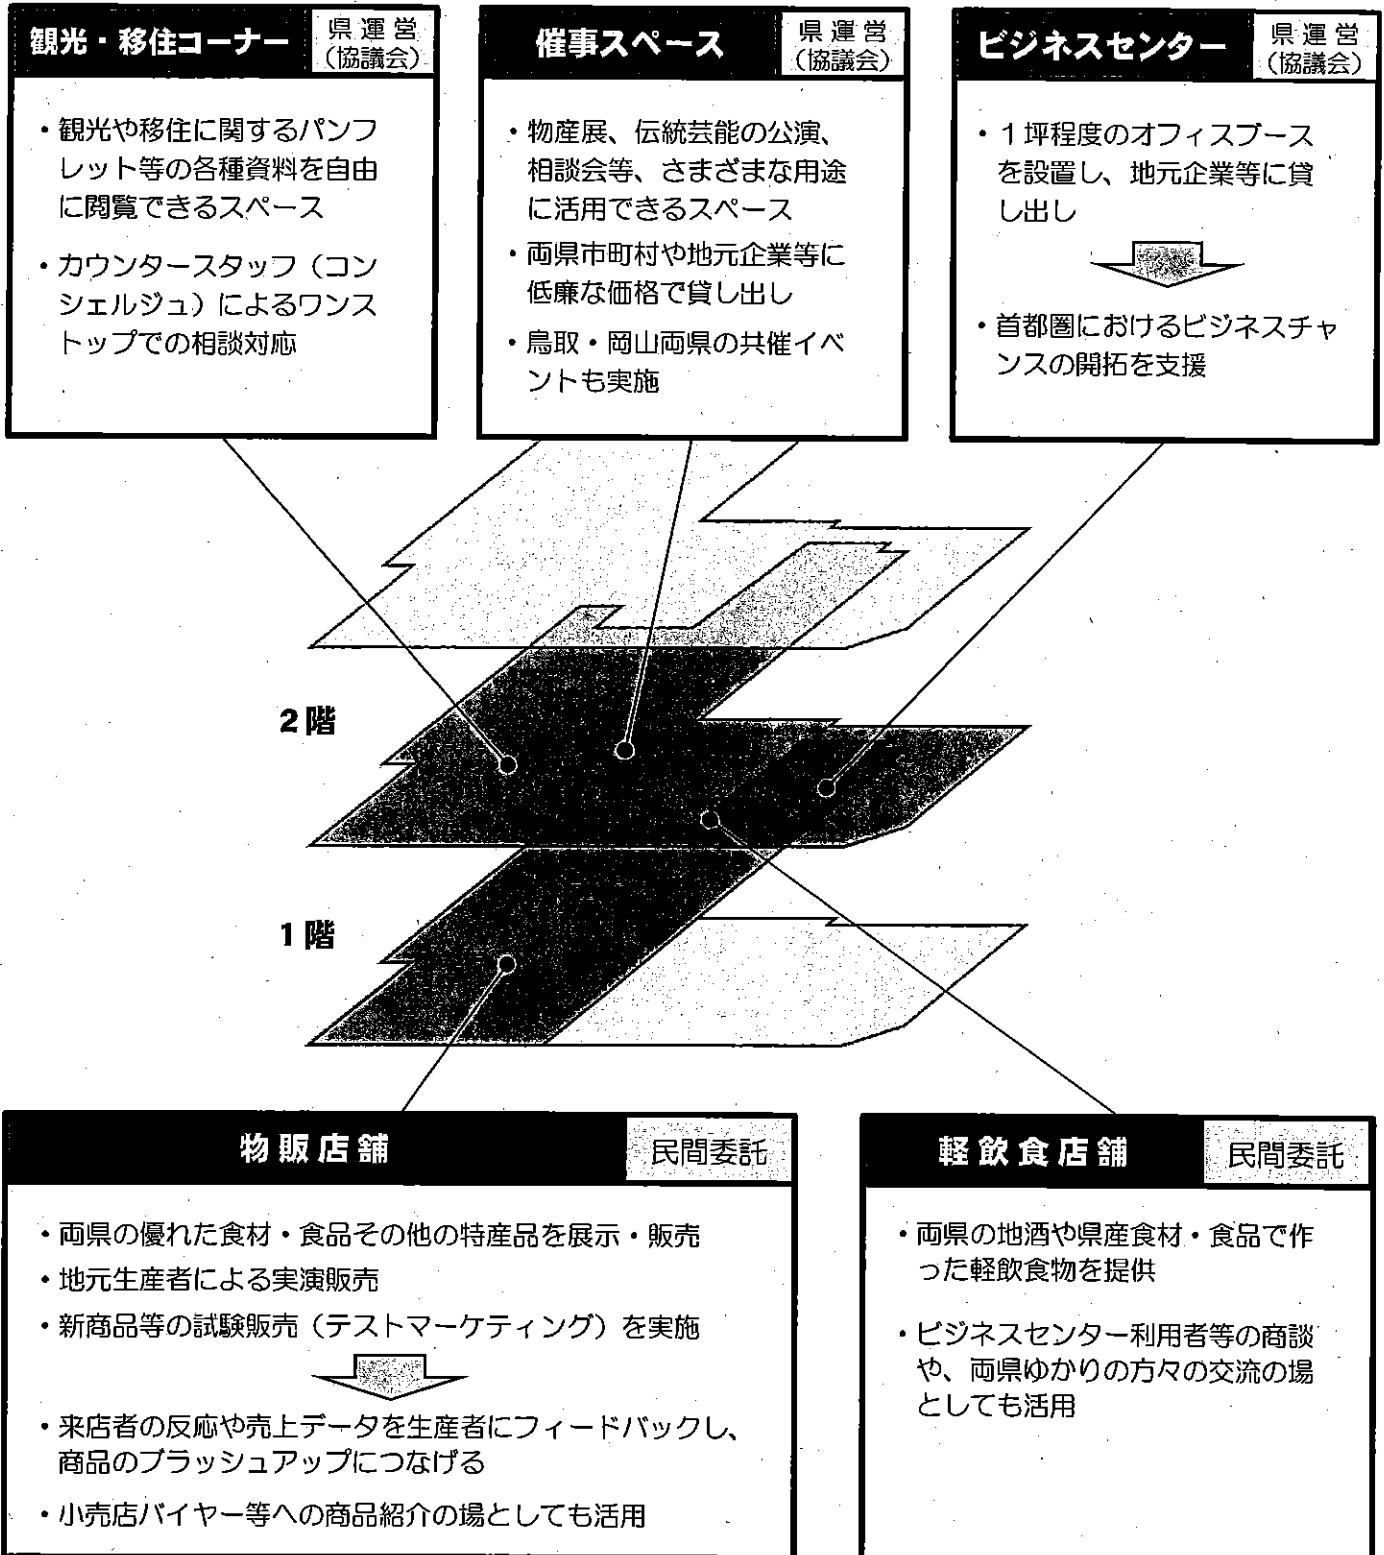 観光・移住コーナー
県運営
(協議会)
・観光や移住に関するパンフ
レット等の各種資料を自由
に閲覧できるスペース
・カウンタースタッフ（コン
シェルジュ）によるワンス
トップでの相談対応
催事スペース
県運営
(協議会)
・物産展、伝統芸能の公演、
相談会等、さまざまな用途
に活用できるスペース
・両県市町村や地元企業等に
低廉な価格で貸し出し
・鳥取・岡山両県の共催イベ
ントも実施
ビジネスセンター
県運営
(協議会)
・１坪程度のオフィスブース
を設置し、地元企業等に貸
し出し
・首都圏におけるビジネスチャ
ンスの開拓を支援
2階
1階
物販店舗
民間委託
・両県の優れた食材・食品その他の特産品を展示・販売
・地元生産者による実演販売
・新商品等の試験販売（テストマーケティング）を実施
・来店者の反応や売上データを生産者にフィードバックし、
商品のブラッシュアップにつなげる
・小売店バイヤー等への商品紹介の場としても活用
軽飲食店舗
民間委託
・両県の地酒や県産食材・食品で作
った軽飲食物を提供
・ビジネスセンター利用者等の商談
や、両県ゆかりの方々の交流の場
としても活用